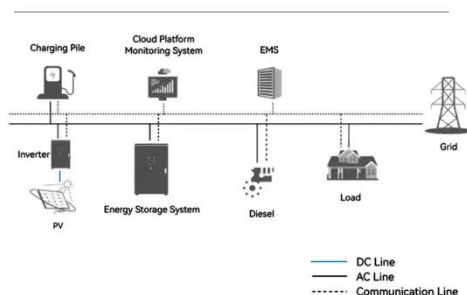 Charging Pile
Cloud Platform
Monitoring System
EMS
Grid
Inverter
PV
Energy Storage System
Diesel
Load
DC Line
AC Line
Communication Line